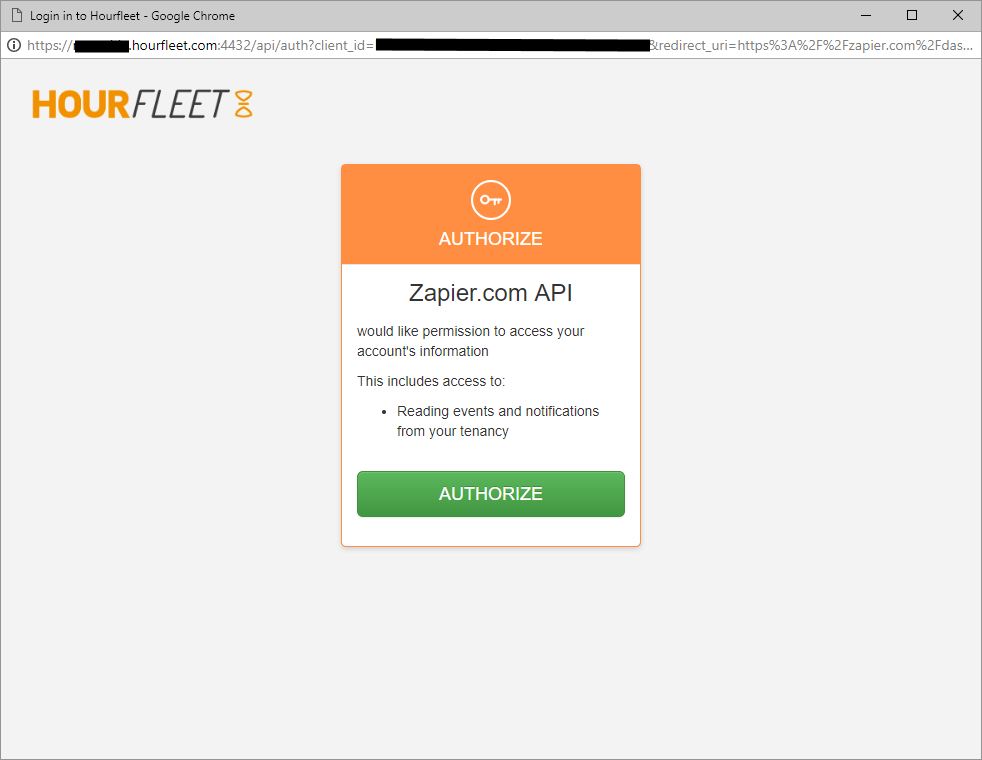 Login in to Hourfleet - Google Chrome
https://.hourfleet.com:4432/api/auth?client_id=&redirect_uri=https%3A%2F%2Fzapier.com%2Fdas...
HOURFLEET
AUTHORIZE
Zapier.com API
would like permission to access your
account's information
This includes access to:
• Reading events and notifications
from your tenancy
AUTHORIZE